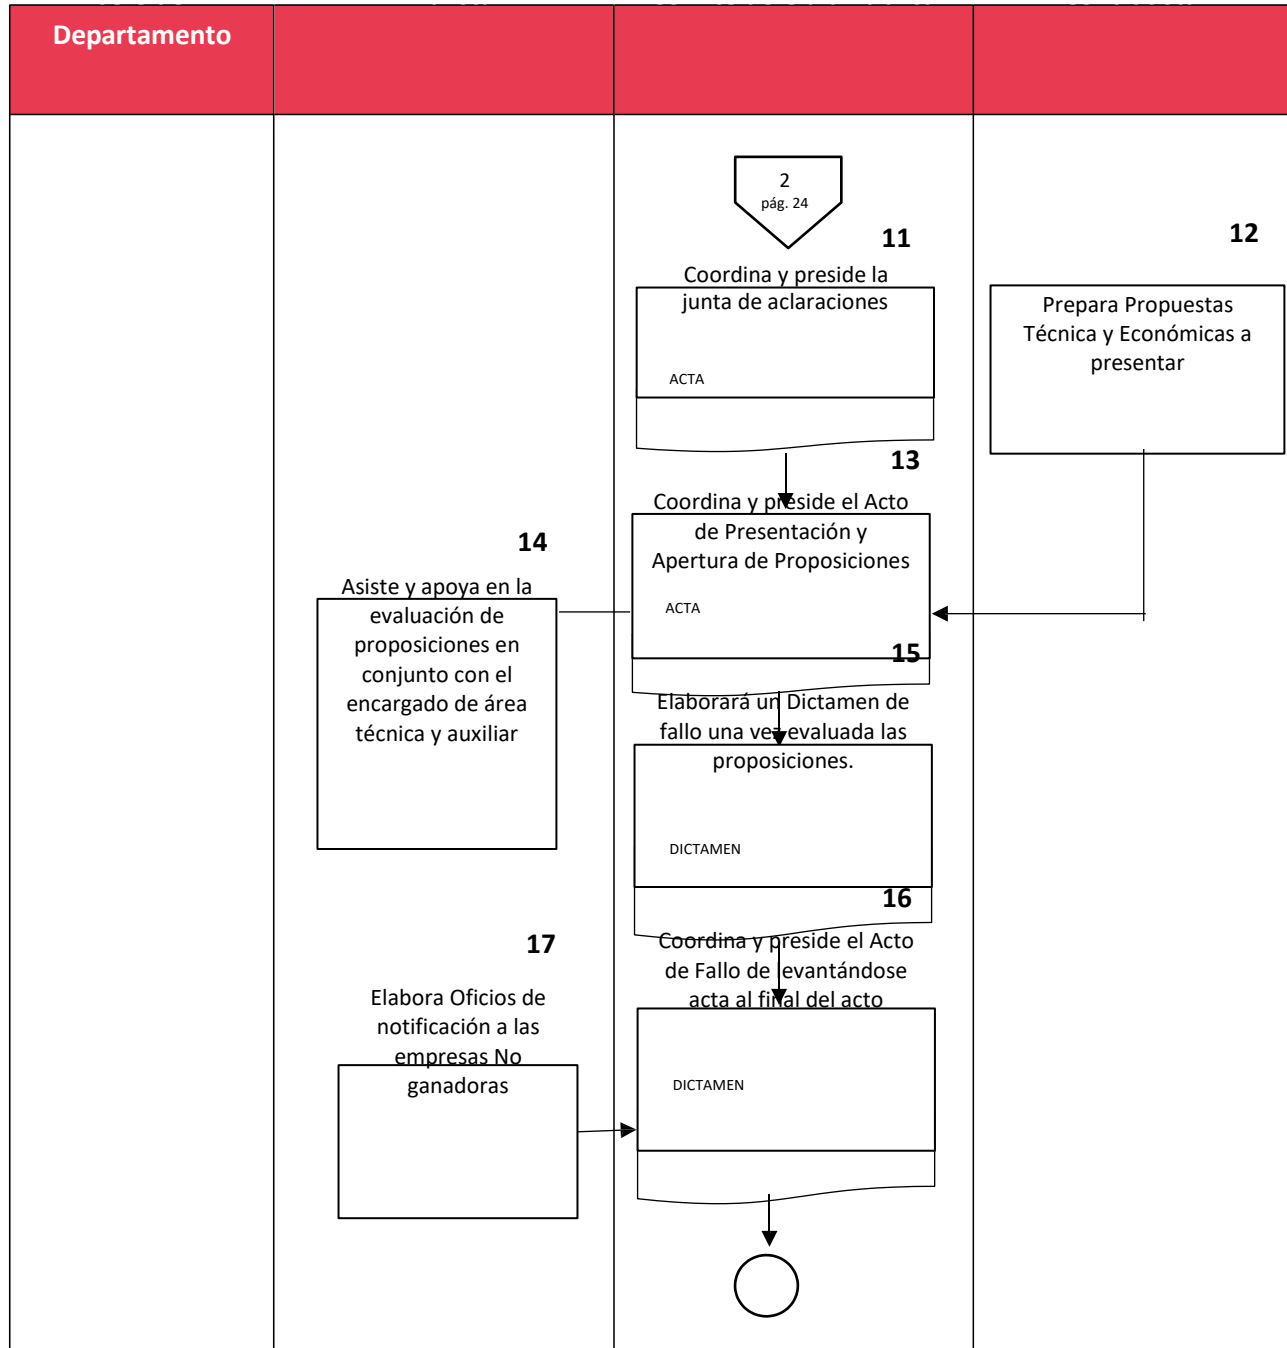 Departamento
2
pág. 24
11
Coordina y preside la
junta de aclaraciones
ACTA
12
Prepara Propuestas
Técnica y Económicas a
presentar
13
Coordina y preside el Acto
de Presentación y
Apertura de Proposiciones
ACTA
14
Asiste y apoya en la
evaluación de
proposiciones en
conjunto con el
encargado de área
técnica y auxiliar
15
Elaborará un Dictamen de
fallo una vez evaluada las
proposiciones.
DICTAMEN
16
Coordina y preside el Acto
de Fallo de levantándose
acta al final del acto
DICTAMEN
17
Elabora Oficios de
notificación a las
empresas No
ganadoras